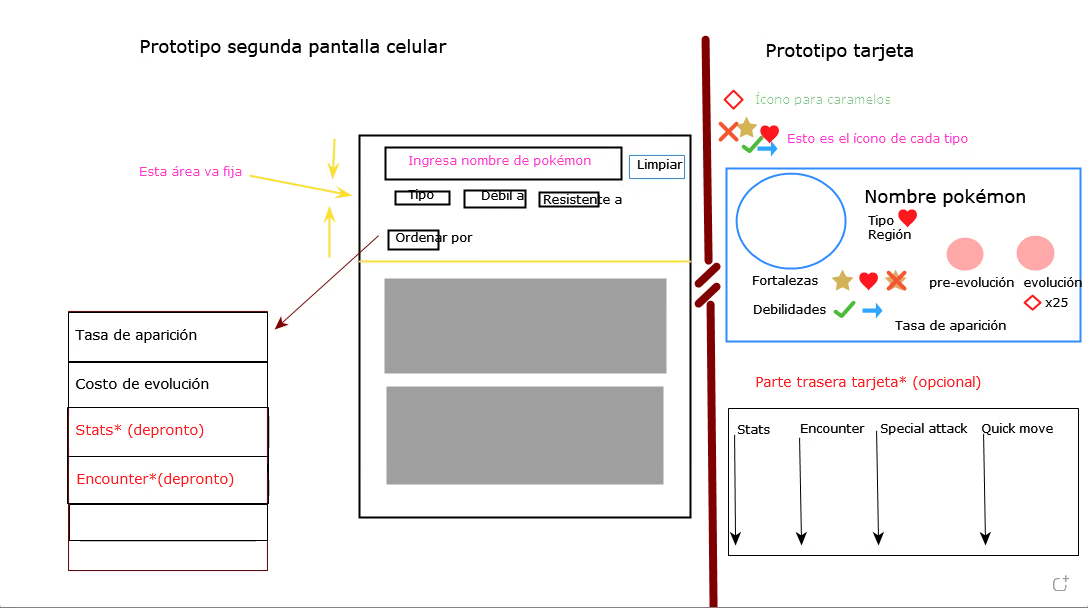 Prototipo segunda pantalla celular
Esta área va fija
Ingresa nombre de pokémon
Limpiar
Tipo
Débil a
Resistente a
Ordenar por
Tasa de aparición
Costo de evolución
Stats* (depronto)
Encounter*(depronto)
Prototipo tarjeta
Ícono para caramelos
Esto es el ícono de cada tipo
Nombre pokémon
Tipo
Región
Fortalezas
pre-evolución
evolución
x25
Debilidades
Tasa de aparición
Parte trasera tarjeta* (opcional)
Stats
Encounter
Special attack
Quick move